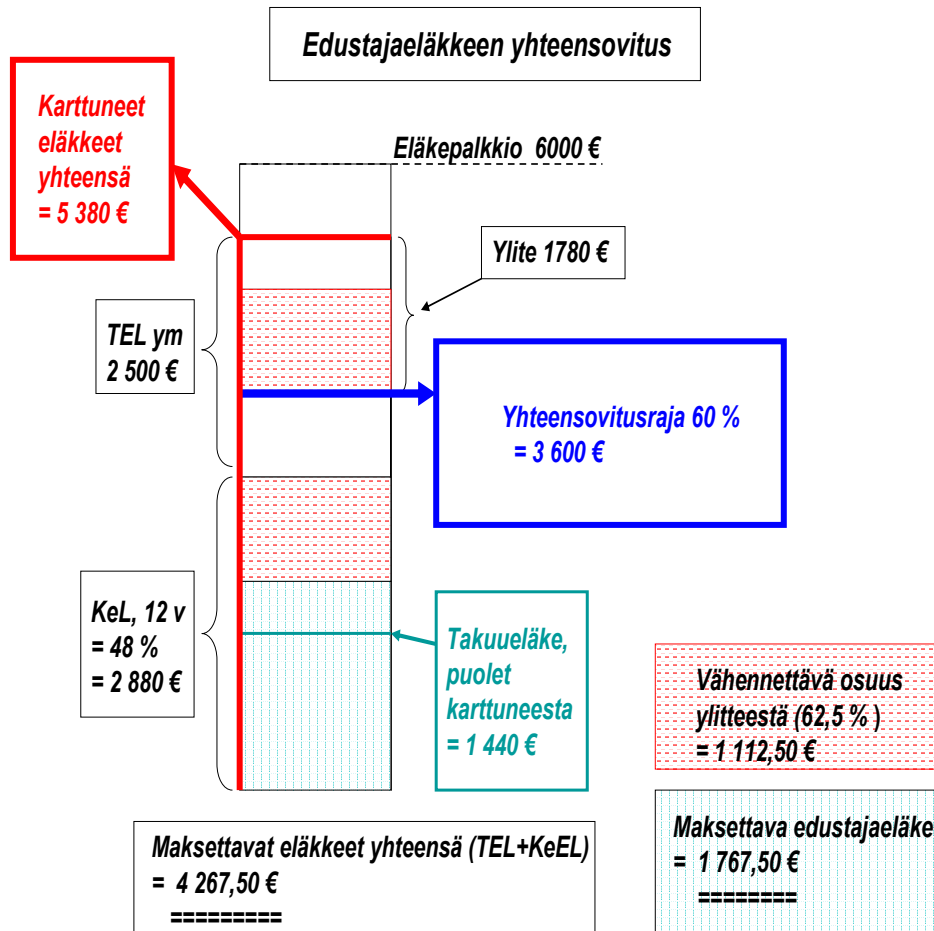 Edustajaeläkkeen yhteensovitus
Karttuneet
eläkkeet
yhteensä
= 5 380 €
Eläkepalkkio 6000 €
Ylite 1780 €
TEL ym
2 500 €
Yhteensovitusraja 60 %
= 3 600 €
KeL, 12 v
= 48 %
= 2 880 €
Takuueläke,
puolet
karttuneesta
= 1 440 €
Vähennettävä osuus
ylitteestä (62,5 % )
= 1 112,50 €
Maksettavat eläkkeet yhteensä (TEL+KeEL)
= 4 267,50 €
=========
Maksettava edustajaeläke
= 1 767,50 €
========